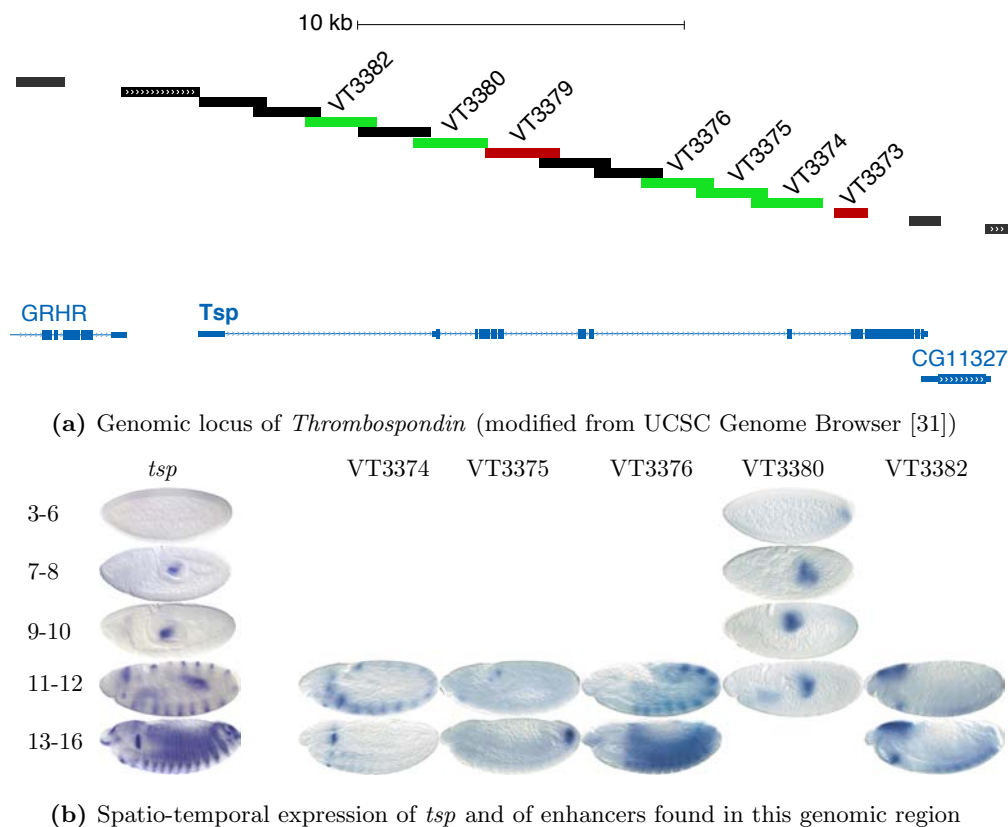 10 kb
VT3382
VT3380
VT3379
VT3376
VT3375
VT3374
VT3373
GRHR
Tsp
CG11327
(a) Genomic locus of Thrombospondin (modified from UCSC Genome Browser [31])
tsp VT3374 VT3375 VT3376 VT3380 VT3382
3-6
7-8
9-10
11-12
13-16
(b) Spatio-temporal expression of tsp and of enhancers found in this genomic region